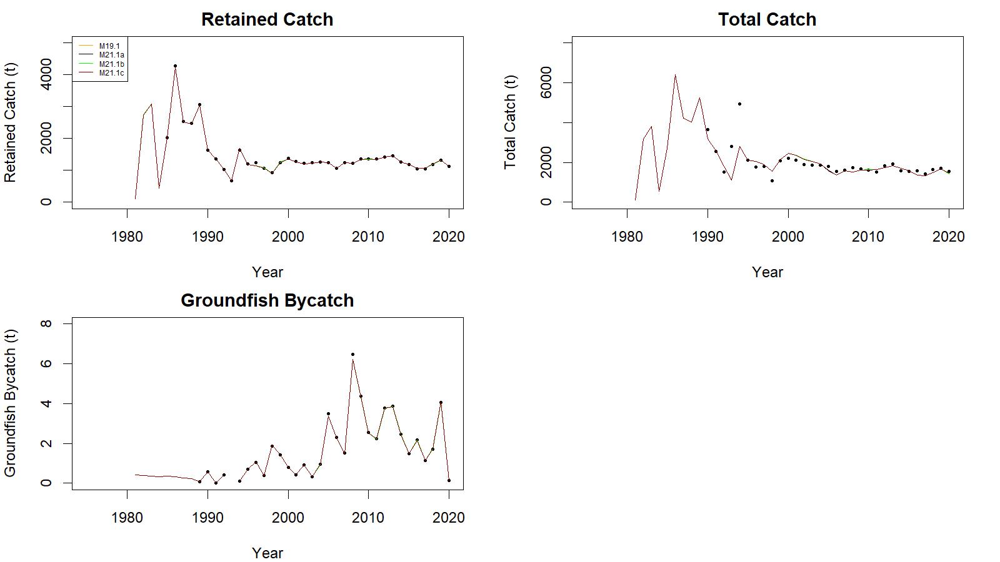 Retained Catch
Retained Catch (t)
4000
2000
0
M19.1
M21.1a
M21.1b
M21.1c
1980 1990 2000 2010 2020
Year
Total Catch
Total Catch (t)
6000
2000
0
1980 1990 2000 2010 2020
Year
Groundfish Bycatch
Groundfish Bycatch (t)
8
6
4
2
0
1980 1990 2000 2010 2020
Year